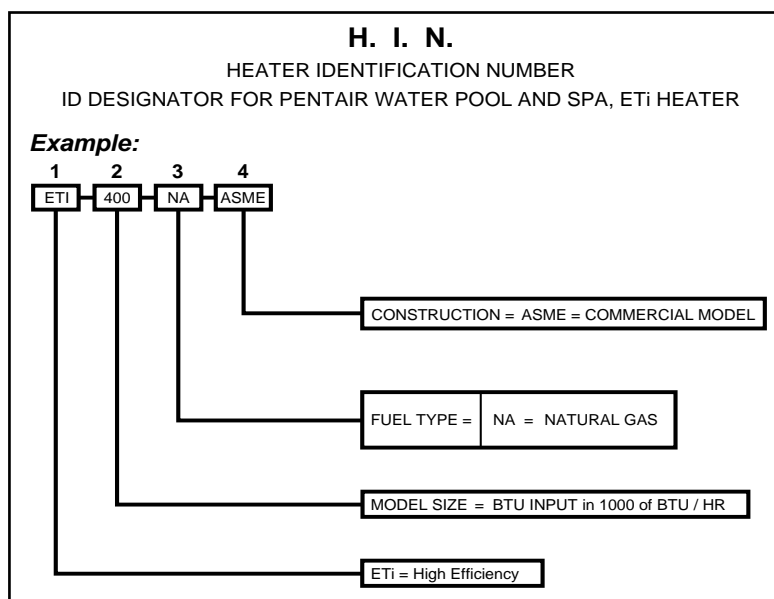 H. I. N.
HEATER IDENTIFICATION NUMBER
ID DESIGNATOR FOR PENTAIR WATER POOL AND SPA, ETi HEATER
Example:
1 2 3 4
ETI 400 NA ASME
CONSTRUCTION = ASME = COMMERCIAL MODEL
FUEL TYPE = NA = NATURAL GAS
MODEL SIZE = BTU INPUT in 1000 of BTU / HR
ETi = High Efficiency